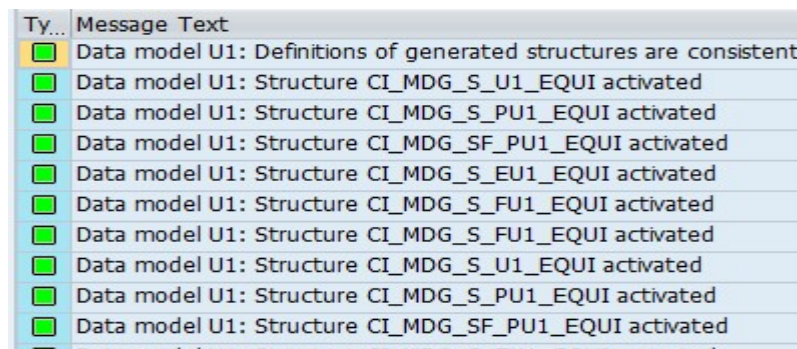 Ty... Message Text
Data model U1: Definitions of generated structures are consistent
Data model U1: Structure CI_MDG_S_U1_EQUI activated
Data model U1: Structure CI_MDG_S_PU1_EQUI activated
Data model U1: Structure CI_MDG_SF_PU1_EQUI activated
Data model U1: Structure CI_MDG_S_EU1_EQUI activated
Data model U1: Structure CI_MDG_S_FU1_EQUI activated
Data model U1: Structure CI_MDG_S_FU1_EQUI activated
Data model U1: Structure CI_MDG_S_U1_EQUI activated
Data model U1: Structure CI_MDG_S_PU1_EQUI activated
Data model U1: Structure CI_MDG_SF_PU1_EQUI activated